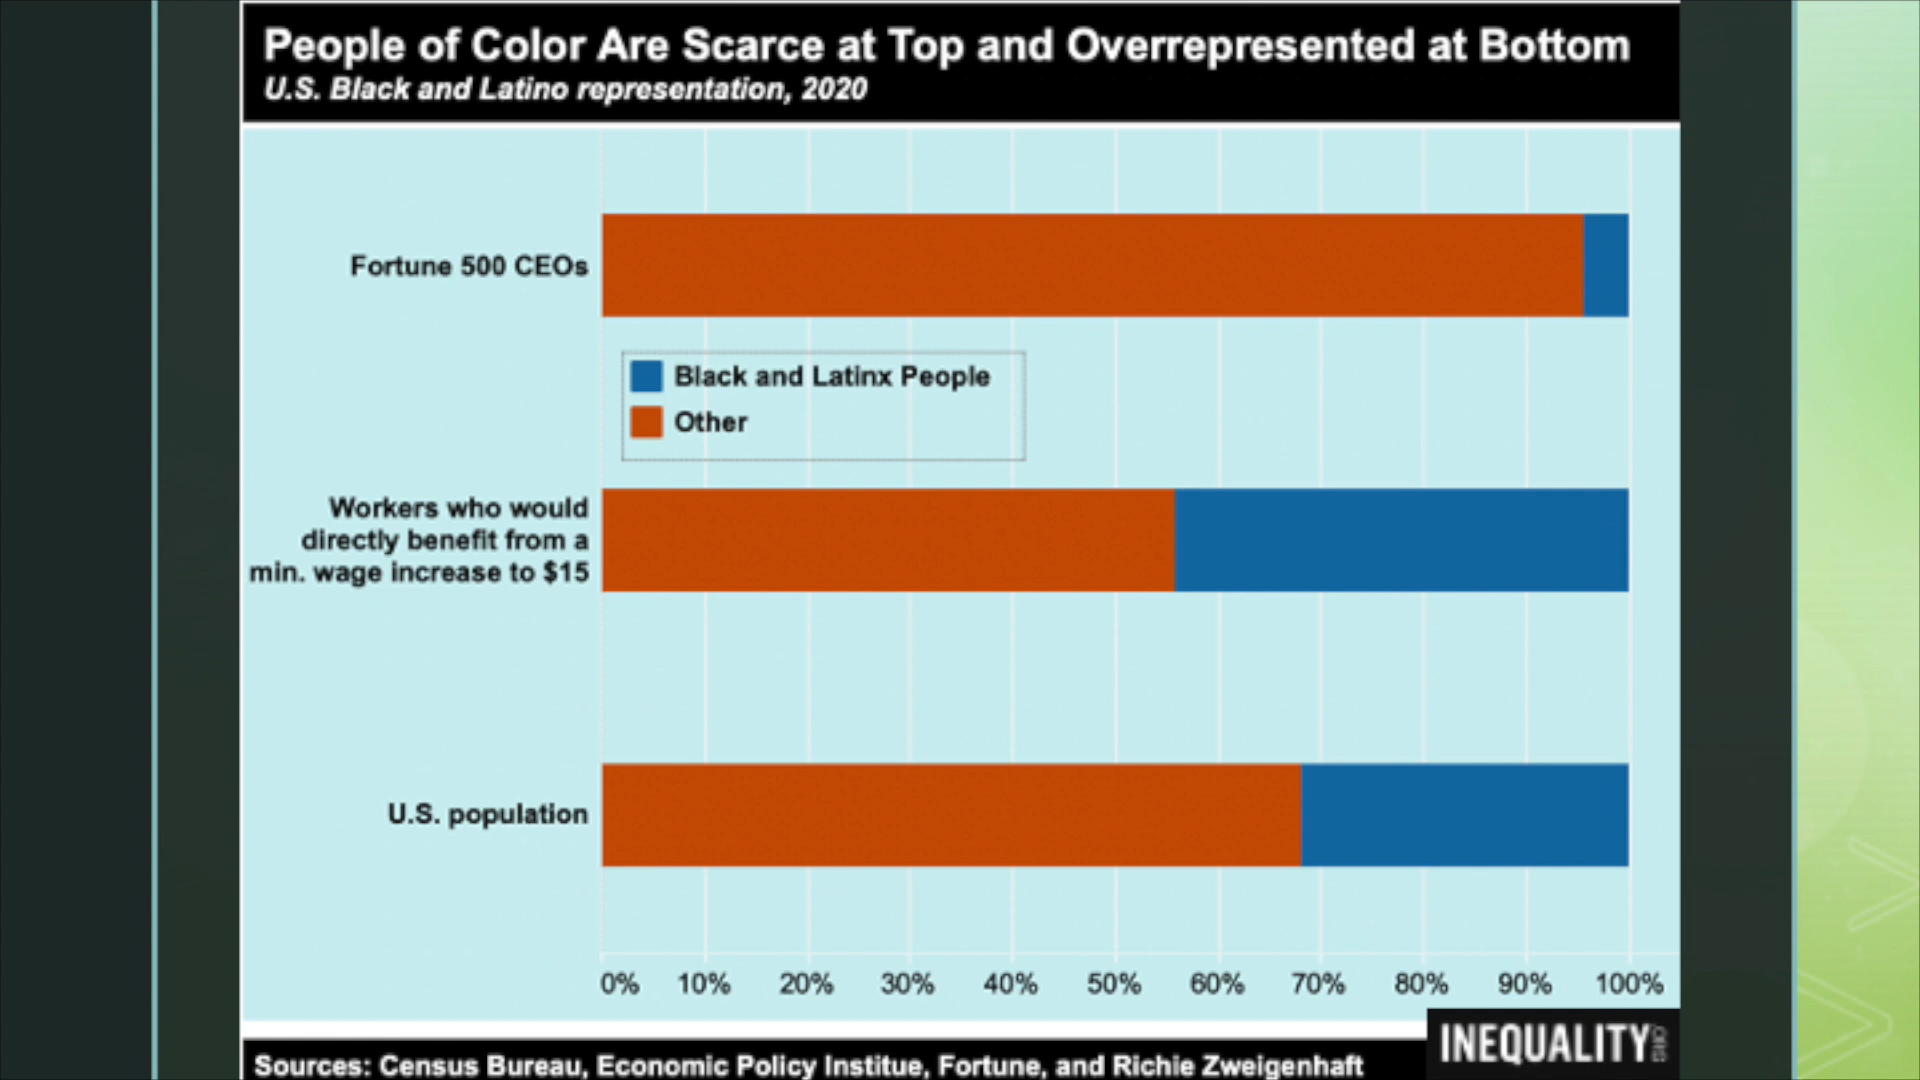 People of Color Are Scarce at Top and Overrepresented at Bottom
U.S. Black and Latino representation, 2020
Fortune 500 CEOs
Black and Latinx People
Other
Workers who would
directly benefit from a
min. wage increase to $15
U.S. population
0% 10% 20% 30% 40% 50% 60% 70% 80% 90% 100%
INEQUALITY.ORG
Sources: Census Bureau, Economic Policy Institue, Fortune, and Richie Zweigenhaft